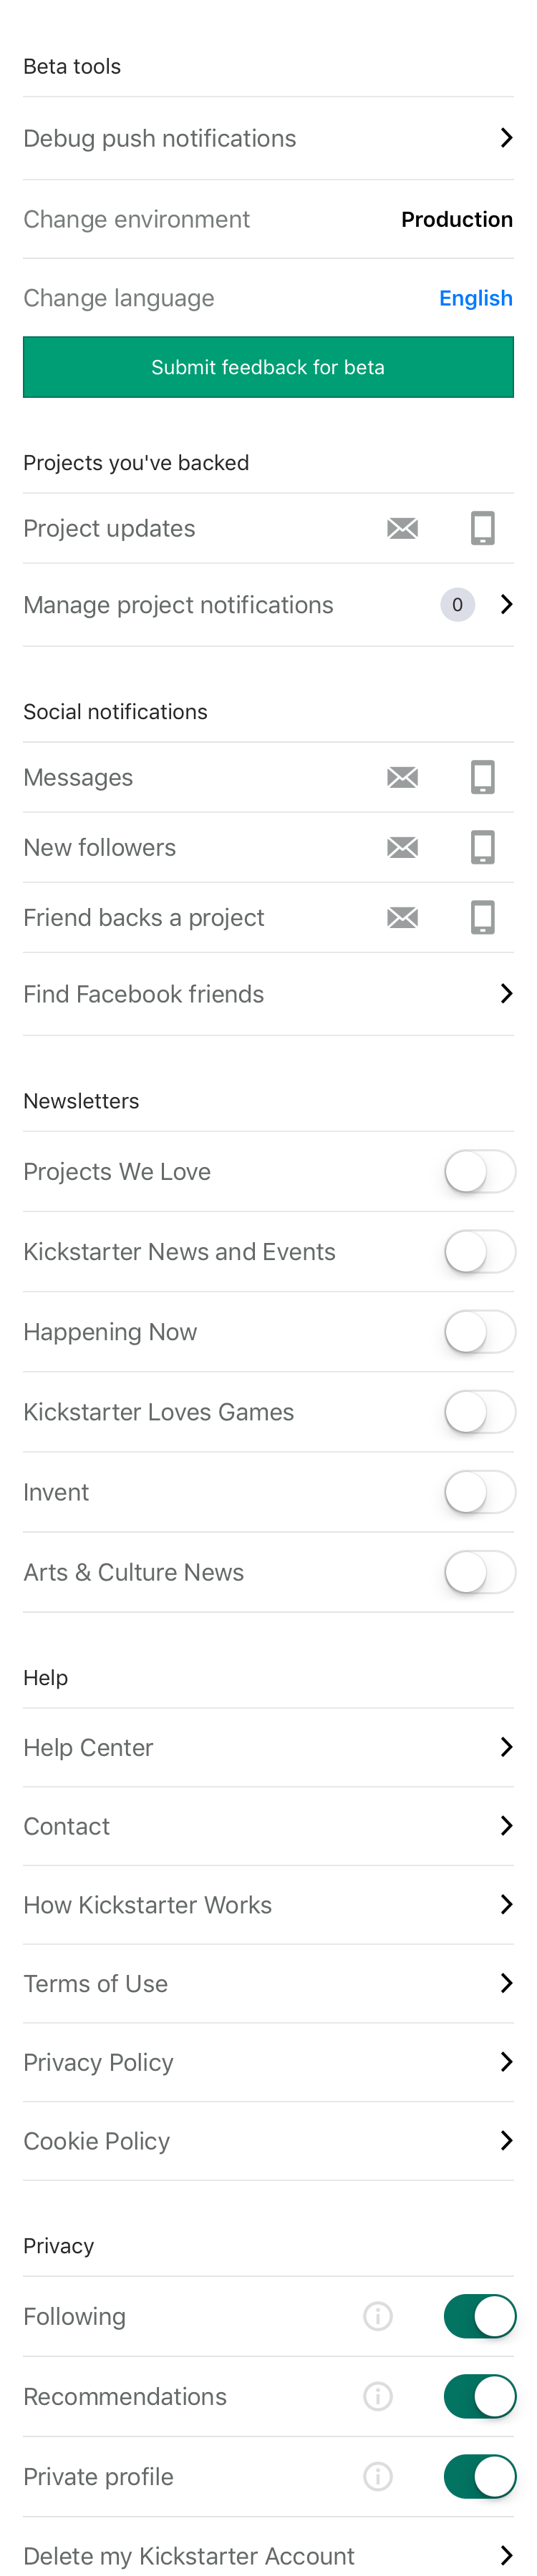 Beta tools
Debug push notifications
Change environment Production
Change language English
Submit feedback for beta
Projects you've backed
Project updates
Manage project notifications 0
Social notifications
Messages
New followers
Friend backs a project
Find Facebook friends
Newsletters
Projects We Love
Kickstarter News and Events
Happening Now
Kickstarter Loves Games
Invent
Arts & Culture News
Help
Help Center
Contact
How Kickstarter Works
Terms of Use
Privacy Policy
Cookie Policy
Privacy
Following
Recommendations
Private profile
Delete my Kickstarter Account